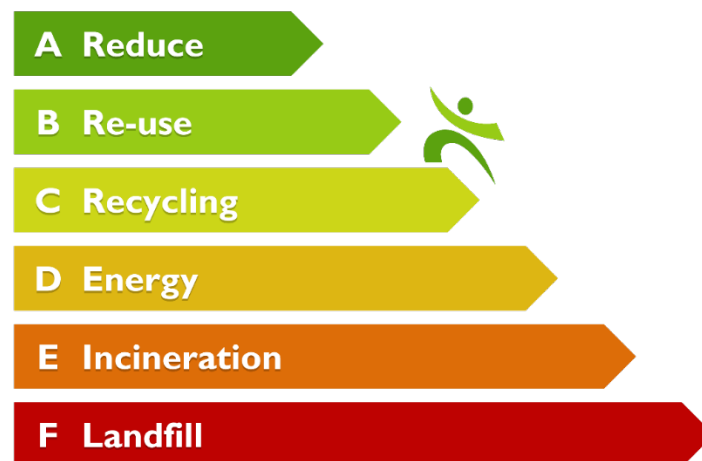 A Reduce
B Re-use
C Recycling
D Energy
E Incineration
F Landfill